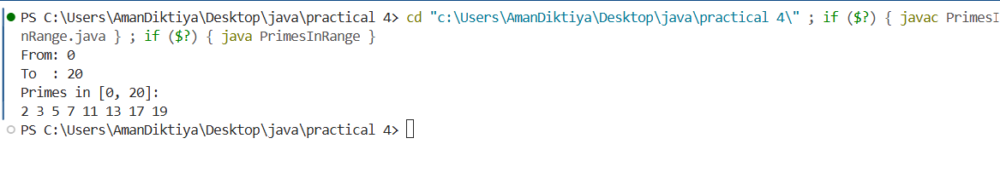 PS C:\Users\AmanDiktiya\Desktop\java\practical 4> cd "c:\Users\AmanDiktiya\Desktop\java\practical 4\" ; if ($?) { javac PrimesI
nRange.java } ; if ($?) { java PrimesInRange }
From: 0
To  : 20
Primes in [0, 20]:
2 3 5 7 11 13 17 19
PS C:\Users\AmanDiktiya\Desktop\java\practical 4>